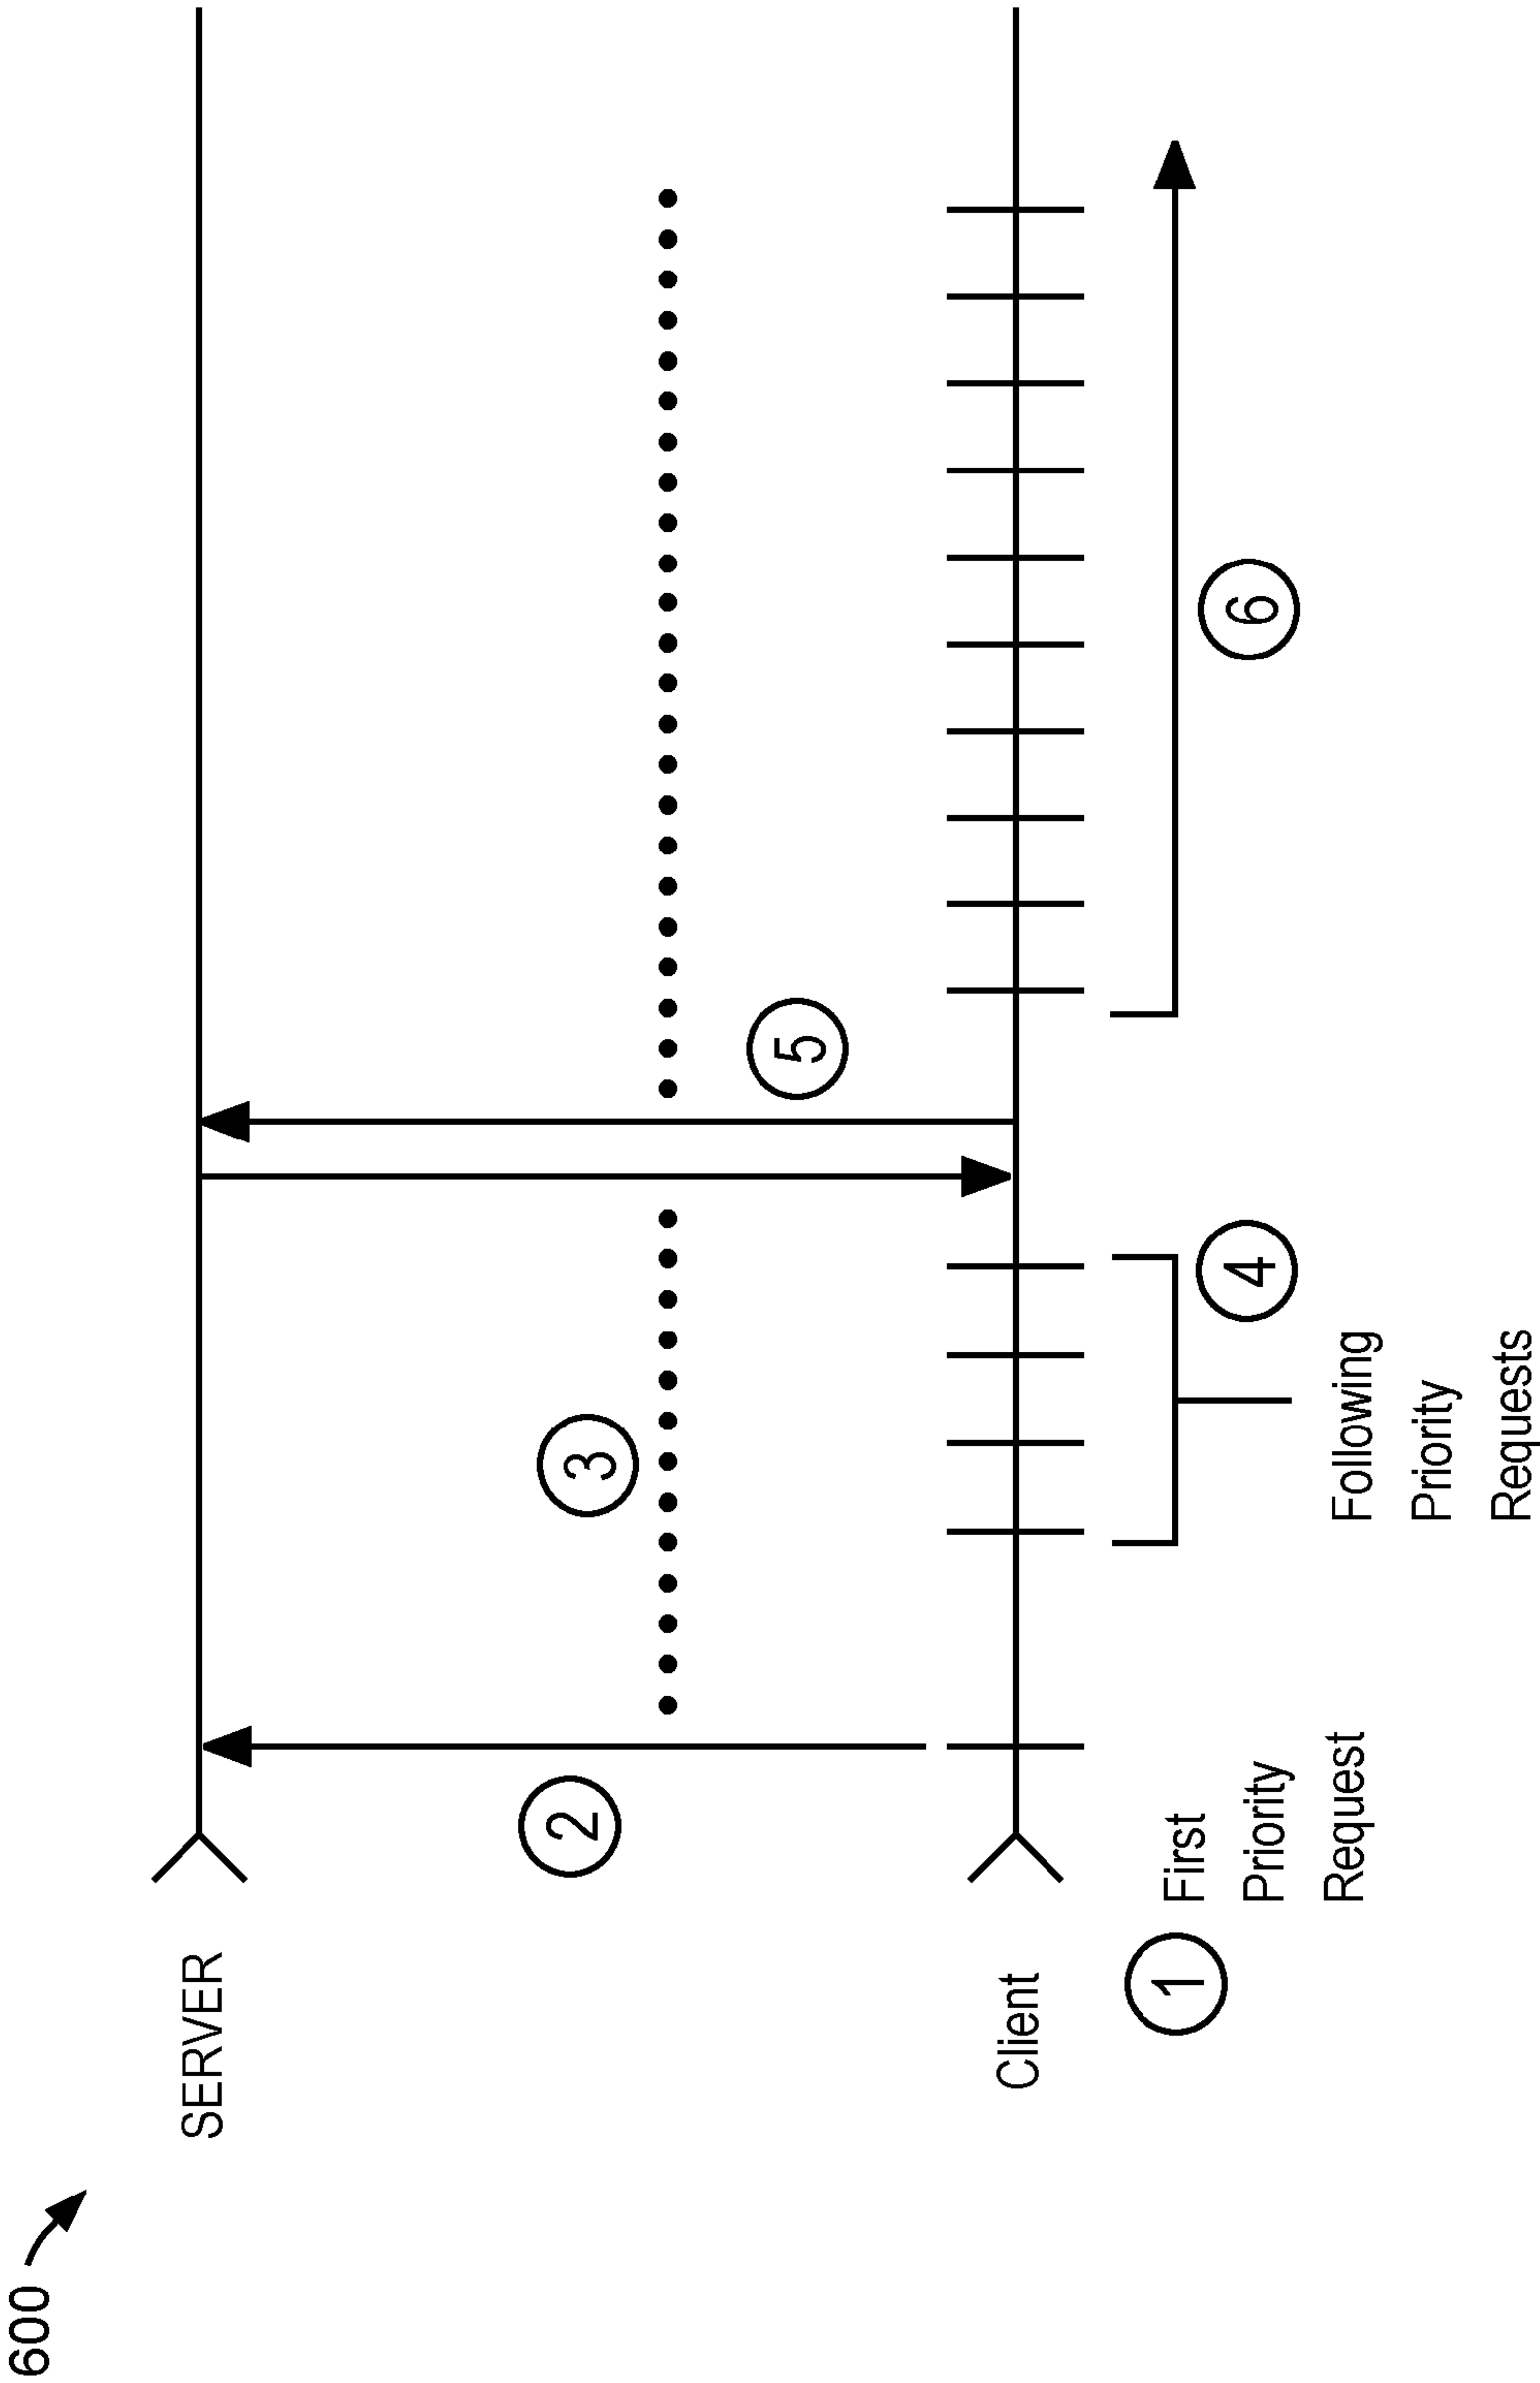 600
SERVER
Client
1
First
Priority
Request
2
3
4
Following
Priority
Requests
5
6